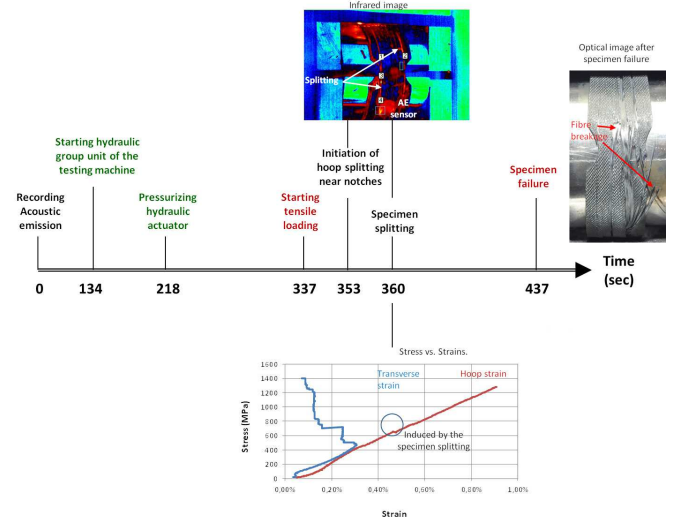 Infrared image
Splitting
1
2
3
4
AE
sensor
Optical image after
specimen failure
Fibre
breakage
Starting hydraulic
group unit of the
testing machine
Recording
Acoustic
emission
Pressurizing
hydraulic
actuator
Starting
tensile
loading
Initiation of
hoop splitting
near notches
Specimen
splitting
Specimen
failure
Time
(sec)
0
134
218
337
353
360
437
Stress vs. Strains.
Stress (MPa)
1600
1400
1200
1000
800
600
400
200
0
Transverse
strain
Hoop strain
Induced by the
specimen splitting
0,00%
0,20%
0,40%
0,60%
0,80%
1,00%
Strain